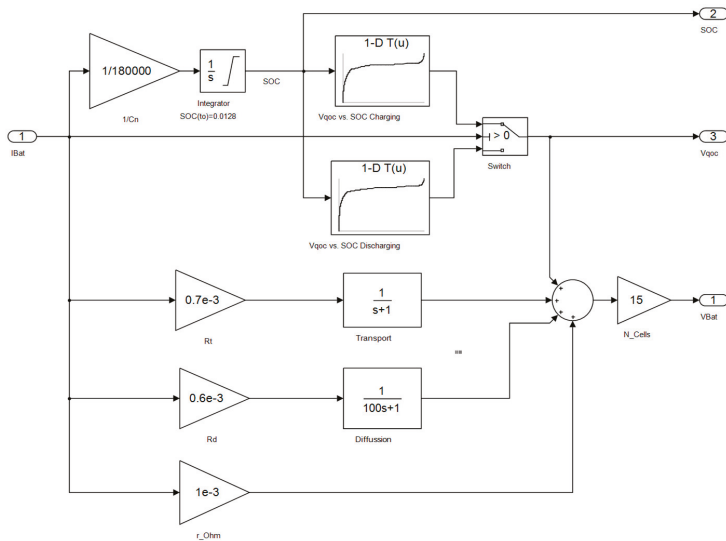 2
SOC
1-D T(u)
1/180000
1
s
Integrator
SOC(to)=0.0128
SOC
1/Cn
Vqoc vs. SOC Charging
1
IBat
> 0
Switch
3
Vqoc
1-D T(u)
Vqoc vs. SOC Discharging
0.7e-3
Rt
1
s+1
Transport
+
+
+
+
15
N_Cells
1
VBat
0.6e-3
Rd
1
100s+1
Diffussion
1e-3
r_Ohm